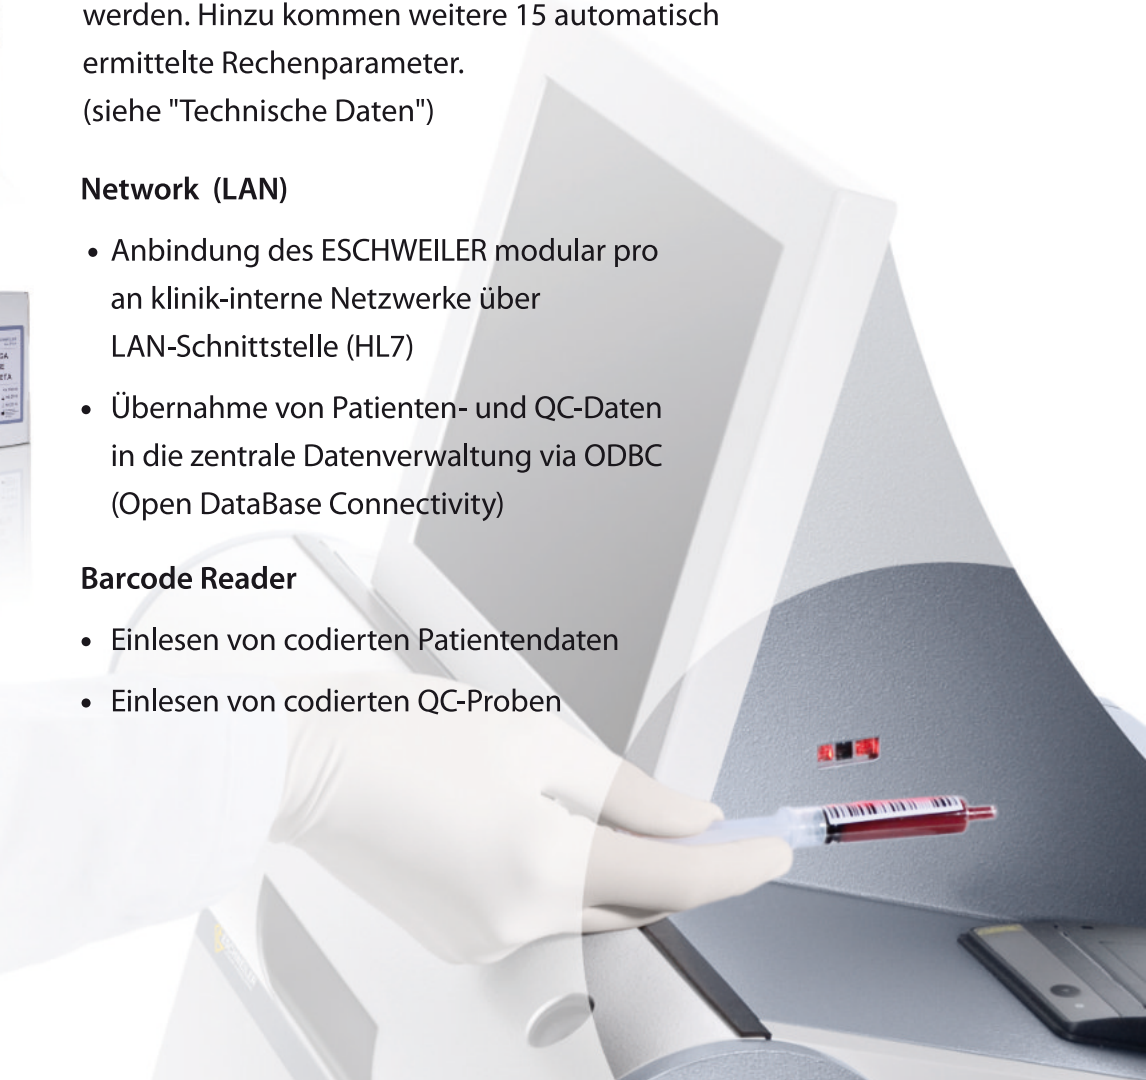 werden. Hinzu kommen weitere 15 automatisch
ermittelte Rechenparameter.
(siehe "Technische Daten")
Network (LAN)
• Anbindung des ESCHWEILER modular pro
an klinik-interne Netzwerke über
LAN-Schnittstelle (HL7)
• Übernahme von Patienten- und QC-Daten
in die zentrale Datenverwaltung via ODBC
(Open DataBase Connectivity)
Barcode Reader
• Einlesen von codierten Patientendaten
• Einlesen von codierten QC-Proben
ESCHWEILER